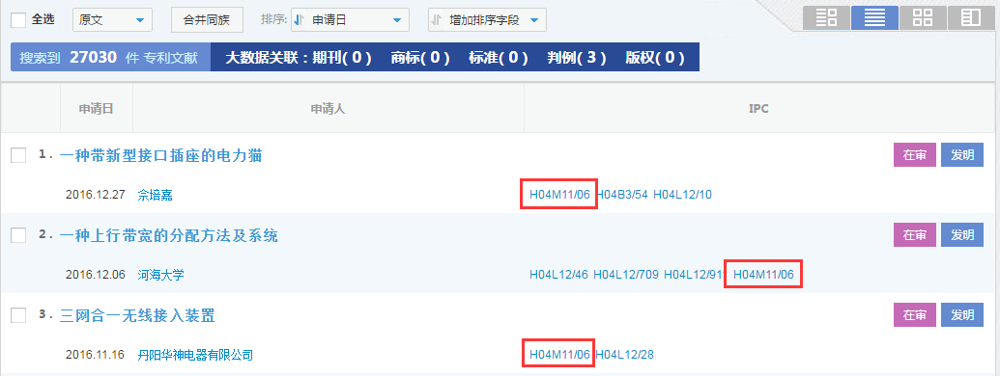 全选 原文 合并同族 排序: 申请日 增加排序字段
搜索到 27030 件 专利文献 大数据关联：期刊( 0 ) 商标( 0 ) 标准( 0 ) 判例( 3 ) 版权( 0 )
申请日 申请人 IPC
1. 一种带新型接口插座的电力猫 在审 发明
2016.12.27 佘培嘉 H04M11/06 H04B3/54 H04L12/10
2. 一种上行带宽的分配方法及系统 在审 发明
2016.12.06 河海大学 H04L12/46 H04L12/709 H04L12/91 H04M11/06
3. 三网合一无线接入装置 在审 发明
2016.11.16 丹阳华神电器有限公司 H04M11/06 H04L12/28